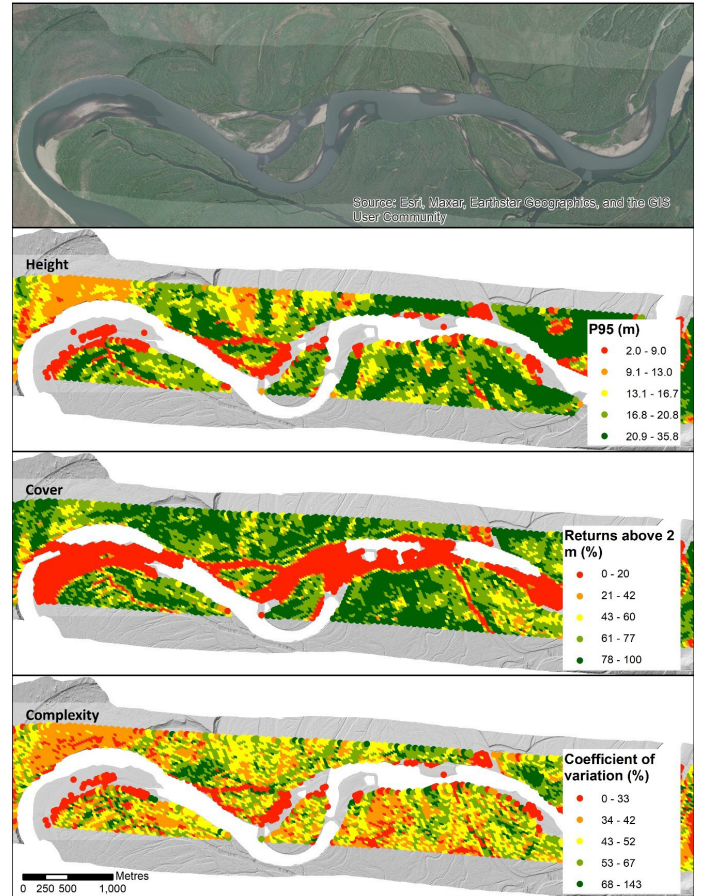 Source: Esri, Maxar, Earthstar Geographics, and the GIS
User Community
Height
P95 (m)
2.0 - 9.0
9.1 - 13.0
13.1 - 16.7
16.8 - 20.8
20.9 - 35.8
Cover
Returns above 2
m (%)
0 - 20
21 - 42
43 - 60
61 - 77
78 - 100
Complexity
Coefficient of
variation (%)
0 - 33
34 - 42
43 - 52
53 - 67
68 - 143
Metres
0 250 500 1,000